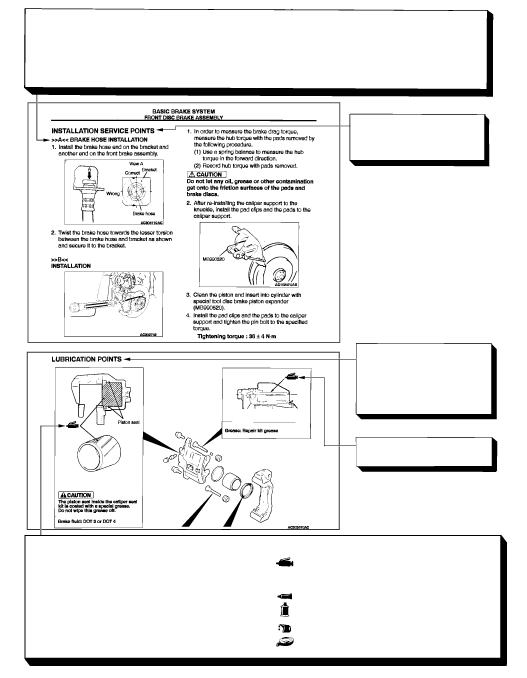 BASIC BRAKE SYSTEM
FRONT DISC BRAKE ASSEMBLY
INSTALLATION SERVICE POINTS
>>A<< BRAKE HOSE INSTALLATION
1. Install the brake hose end on the bracket and
another end on the front brake assembly.
View A
Correct
Bracket
Wrong
Brake hose
2. Twist the brake hose towards the lesser torsion
between the brake hose and bracket as shown
and secure it to the bracket.
>>B<<
INSTALLATION
1. In order to measure the brake drag torque,
measure the hub torque with the pads removed by
the following procedure.
(1) Use a spring balance to measure the hub
torque in the forward direction.
(2) Record hub torque with pads removed.
CAUTION
Do not let any oil, grease or other contamination
get onto the friction surfaces of the pads and
brake discs.
2. After re-installing the caliper support to the
knuckle, install the pad clips and the pads to the
caliper support.
MB990520
3. Clean the piston and insert into cylinder with
special tool disc brake piston expander
(MB990520).
4. Install the pad clips and the pads to the caliper
support and tighten the pin bolt to the specified
torque.
Tightening torque : 36 ± 4 N·m
LUBRICATION POINTS
Piston seal
CAUTION
The piston seal inside the caliper seal
kit is coated with a special grease.
Do not wipe this grease off.
Brake fluid: DOT 3 or DOT 4
Grease: Repair kit grease